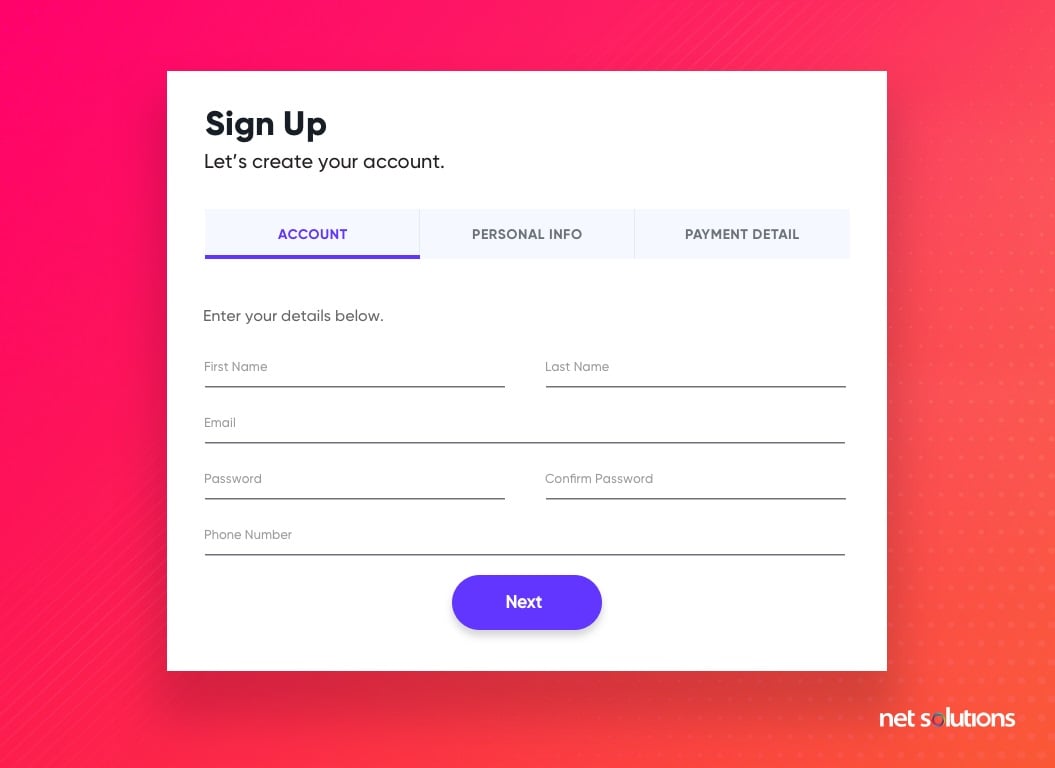 Sign Up
Let's create your account.
ACCOUNT PERSONAL INFO PAYMENT DETAIL
Enter your details below.
First Name Last Name
Email
Password Confirm Password
Phone Number
Next
net solutions